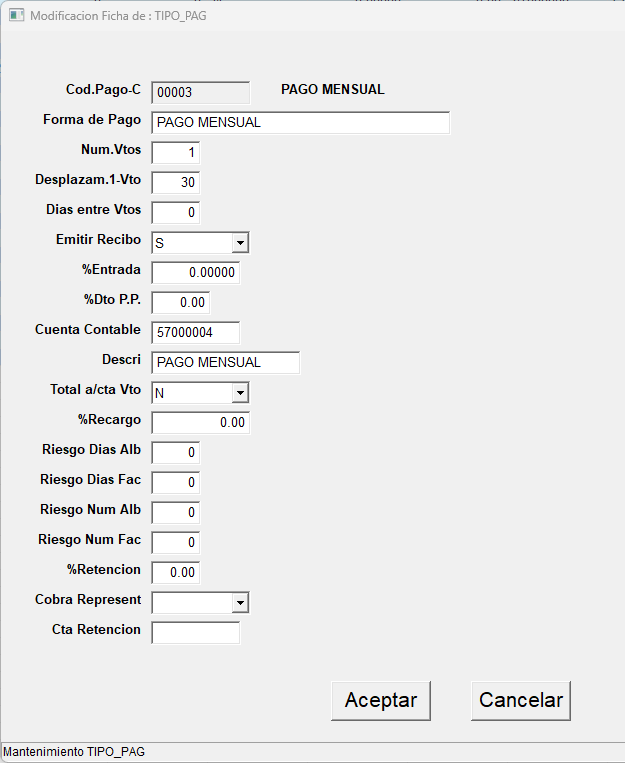 Modificacion Ficha de : TIPO_PAG
Cod.Pago-C 00003 PAGO MENSUAL
Forma de Pago PAGO MENSUAL
Num.Vtos 1
Desplazam.1-Vto 30
Dias entre Vtos 0
Emitir Recibo S
%Entrada 0.00000
%Dto P.P. 0.00
Cuenta Contable 57000004
Descri PAGO MENSUAL
Total a/cta Vto N
%Recargo 0.00
Riesgo Dias Alb 0
Riesgo Dias Fac 0
Riesgo Num Alb 0
Riesgo Num Fac 0
%Retencion 0.00
Cobra Represent
Cta Retencion
Aceptar Cancelar
Mantenimiento TIPO_PAG